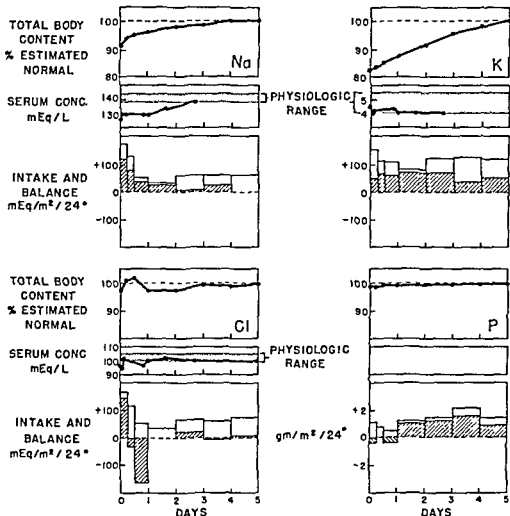 TOTAL BODY
CONTENT
% ESTIMATED
NORMAL
100
90
80
Na
100
90
80
K
SERUM CONC.
mEq/L
140
130
PHYSIOLOGIC
RANGE
5
4
INTAKE AND
BALANCE
mEq/m²/24°
+100
0
-100
+100
0
-100
TOTAL BODY
CONTENT
% ESTIMATED
NORMAL
100
90
80
Cl
100
90
80
P
SERUM CONC
mEq/L
110
100
90
PHYSIOLOGIC
RANGE
INTAKE AND
BALANCE
mEq/m²/24°
+100
0
-100
gm/m²/24°
+2
0
-2
0 1 2 3 4 5
DAYS
0 1 2 3 4 5
DAYS